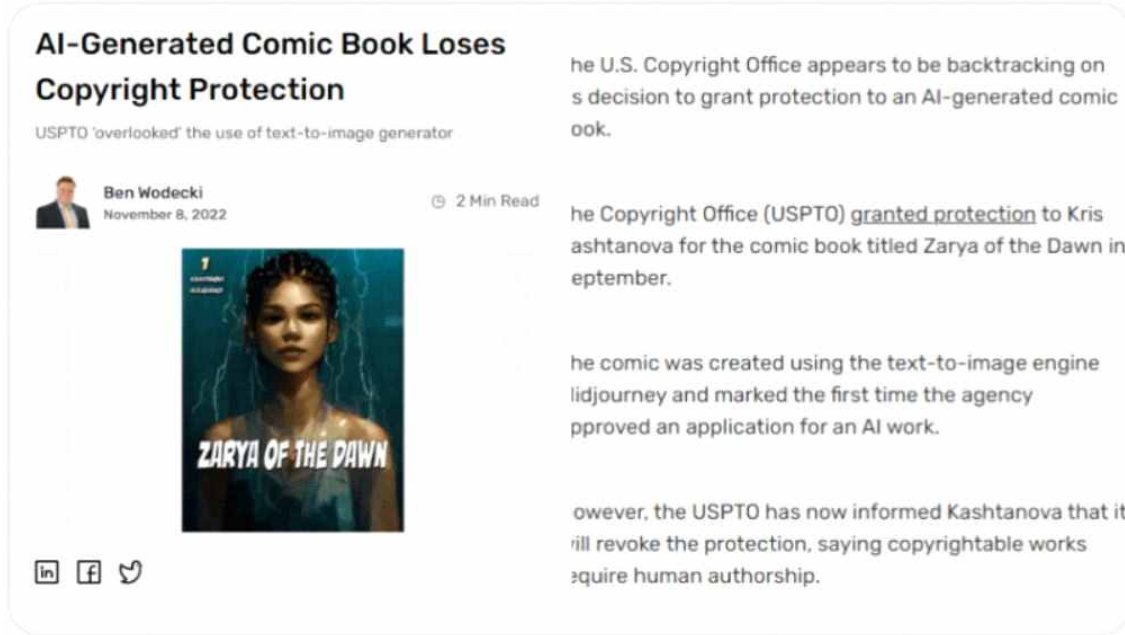 AI-Generated Comic Book Loses
Copyright Protection
USPTO 'overlooked' the use of text-to-image generator
Ben Wodecki
November 8, 2022
2 Min Read
1
ZARYA OF THE DAWN
in
f
he U.S. Copyright Office appears to be backtracking on
s decision to grant protection to an AI-generated comic
ook.
he Copyright Office (USPTO) granted protection to Kris
ashtanova for the comic book titled Zarya of the Dawn in
eptember.
he comic was created using the text-to-image engine
lidjourney and marked the first time the agency
pproved an application for an AI work.
owever, the USPTO has now informed Kashtanova that it
ill revoke the protection, saying copyrightable works
equire human authorship.